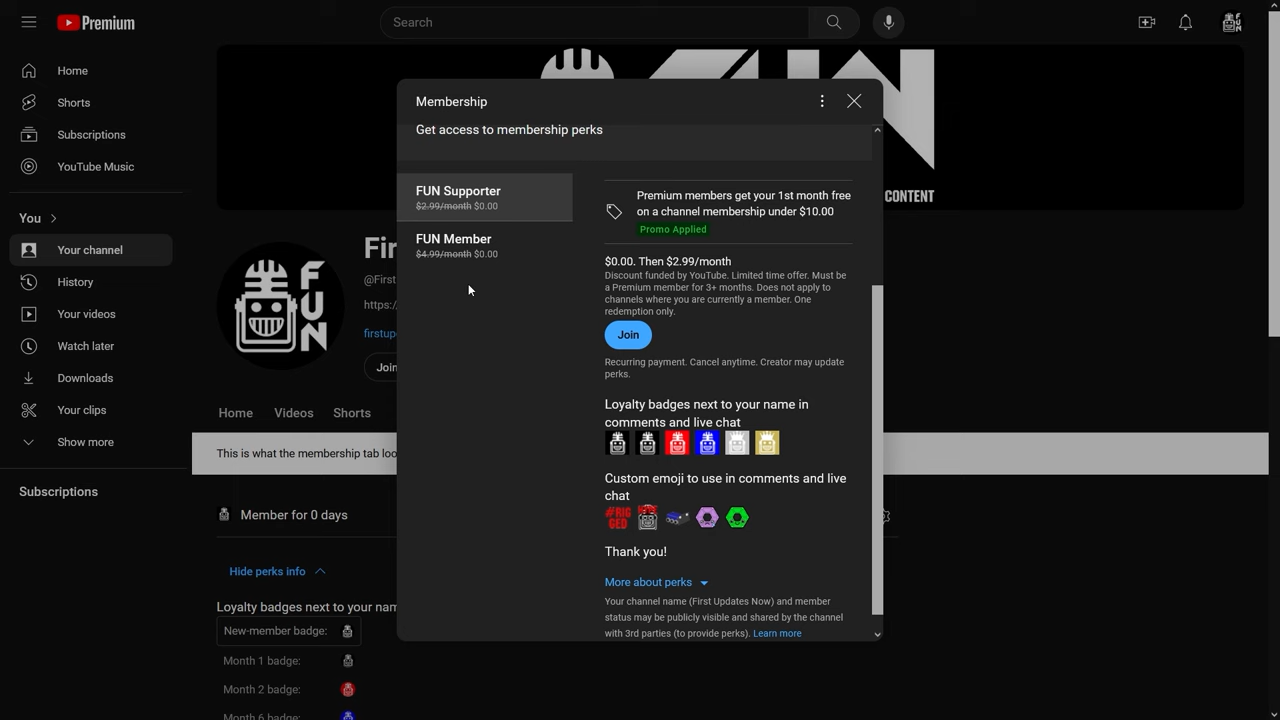 Premium
Search
FUN
Home
Shorts
Subscriptions
YouTube Music
You
Your channel
History
Your videos
Watch later
Downloads
Your clips
Show more
Subscriptions
CONTENT
FUN
Fir
@First
https:/
firstup
Join
Home
Videos
Shorts
This is what the membership tab loo
Member for 0 days
Hide perks info
Loyalty badges next to your nam
New-member badge:
Month 1 badge:
Month 2 badge:
Month 6 badge:
Membership
Get access to membership perks
FUN Supporter
$2.99/month $0.00
FUN Member
$4.99/month $0.00
Premium members get your 1st month free
on a channel membership under $10.00
Promo Applied
$0.00. Then $2.99/month
Discount funded by YouTube. Limited time offer. Must be
a Premium member for 3+ months. Does not apply to
channels where you are currently a member. One
redemption only.
Join
Recurring payment. Cancel anytime. Creator may update
perks.
Loyalty badges next to your name in
comments and live chat
Custom emoji to use in comments and live
chat
#RIG
GED
Thank you!
More about perks
Your channel name (First Updates Now) and member
status may be publicly visible and shared by the channel
with 3rd parties (to provide perks). Learn more